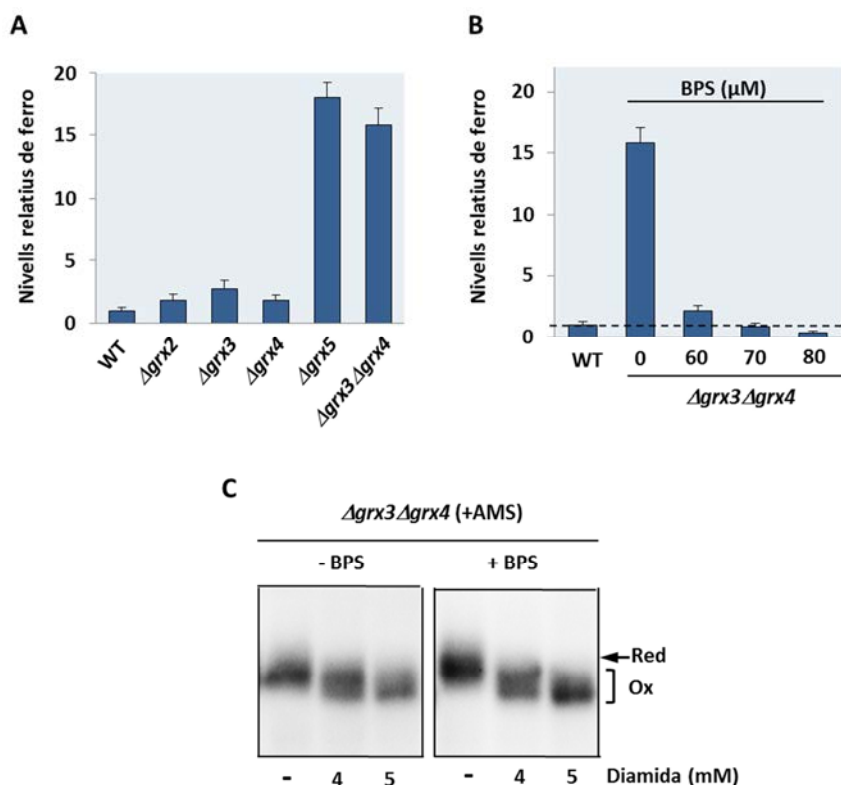 A
Nivells relatius de ferro
20
15
10
5
0
WT
Δgrx2
Δgrx3
Δgrx4
Δgrx5
Δgrx3Δgrx4
B
Nivells relatius de ferro
20
15
10
5
0
BPS (µM)
WT 0 60 70 80
Δgrx3Δgrx4
C
Δgrx3Δgrx4 (+AMS)
- BPS + BPS
Red
Ox
- 4 5 - 4 5 Diamida (mM)